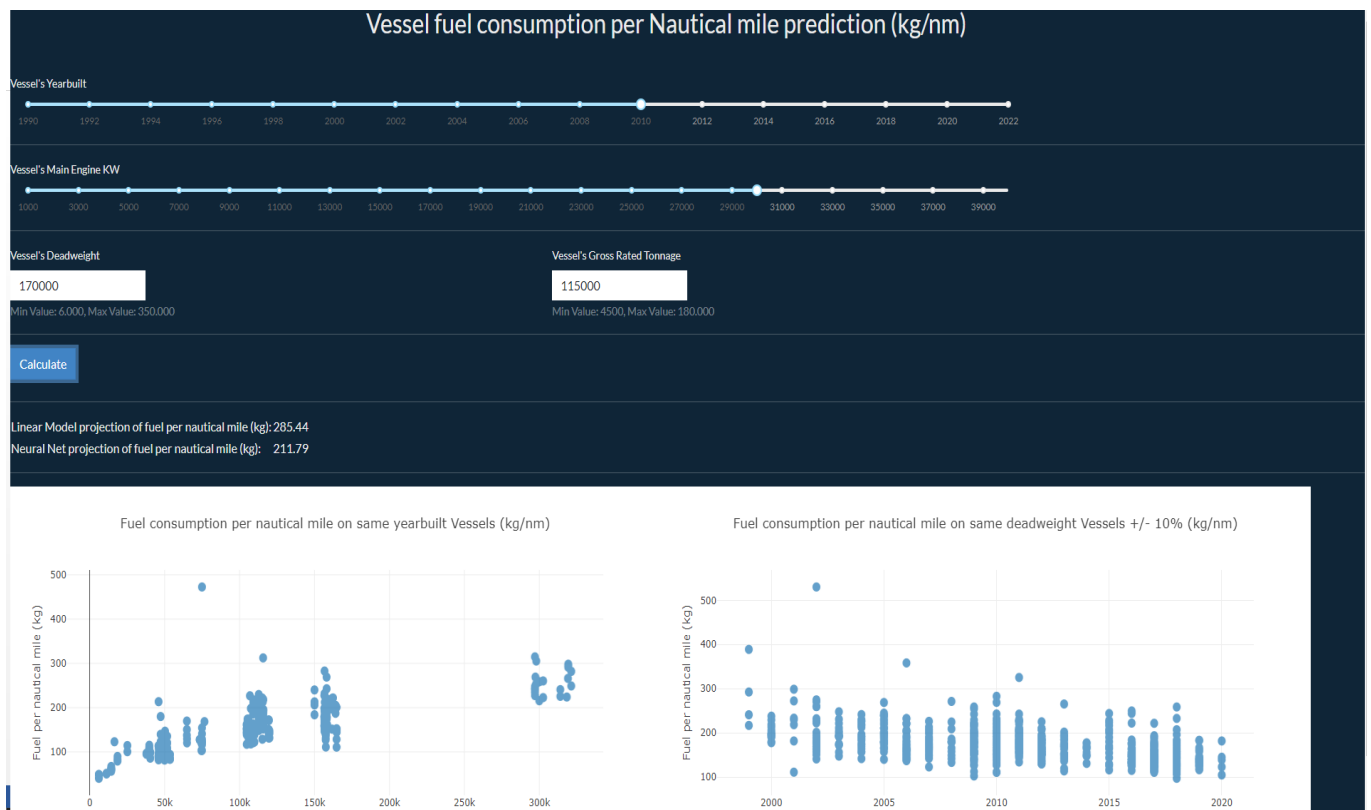 Vessel fuel consumption per Nautical mile prediction (kg/nm)
Vessel's Yearbuilt
1990 1992 1994 1996 1998 2000 2002 2004 2006 2008 2010 2012 2014 2016 2018 2020 2022
Vessel's Main Engine KW
1000 3000 5000 7000 9000 11000 13000 15000 17000 19000 21000 23000 25000 27000 29000 31000 33000 35000 37000 39000
Vessel's Deadweight Vessel's Gross Rated Tonnage
170000 115000
Min Value: 6.000, Max Value: 350.000 Min Value: 4500, Max Value: 180.000
Calculate
Linear Model projection of fuel per nautical mile (kg): 285.44
Neural Net projection of fuel per nautical mile (kg): 211.79
Fuel consumption per nautical mile on same yearbuilt Vessels (kg/nm)
500
400
300
200
100
Fuel per nautical mile (kg)
0 50k 100k 150k 200k 250k 300k
Fuel consumption per nautical mile on same deadweight Vessels +/- 10% (kg/nm)
500
400
300
200
100
Fuel per nautical mile (kg)
2000 2005 2010 2015 2020